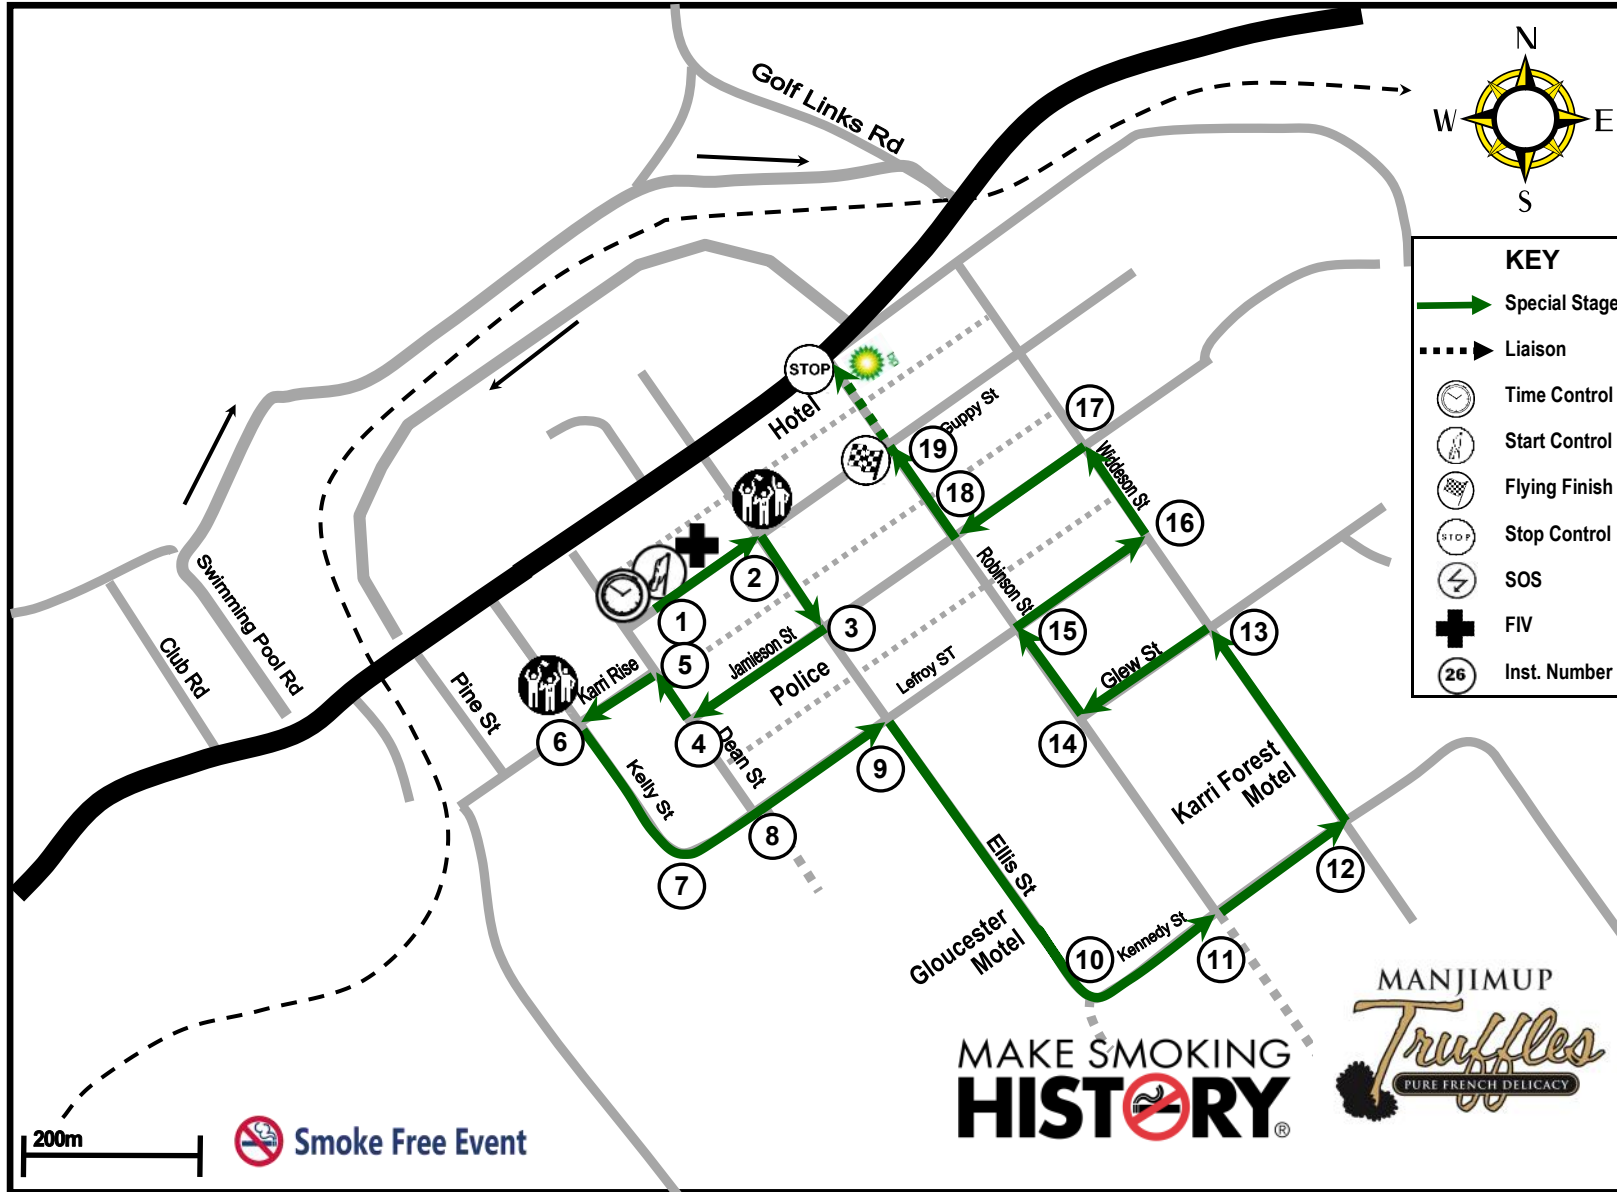 N
W
E
S
Golf Links Rd
KEY
Special Stage
Liaison
Time Control
Start Control
Flying Finish
STOP
Stop Control
SOS
FIV
26
Inst. Number
STOP
bp
Hotel
Guppy St
17
19
Widdeson St
18
16
2
Robinson St
Swimming Pool Rd
1
3
15
13
Club Rd
5
Jamieson St
Karri Rise
Police
Lefroy ST
Glew St
Pine St
6
4
14
Dean St
9
Kelly St
Karri Forest
Motel
8
7
Ellis St
12
Gloucester
Motel
10
Kennedy St
11
MANJIMUP
Truffles
PURE FRENCH DELICACY
MAKE SMOKING
HISTORY®
200m
Smoke Free Event